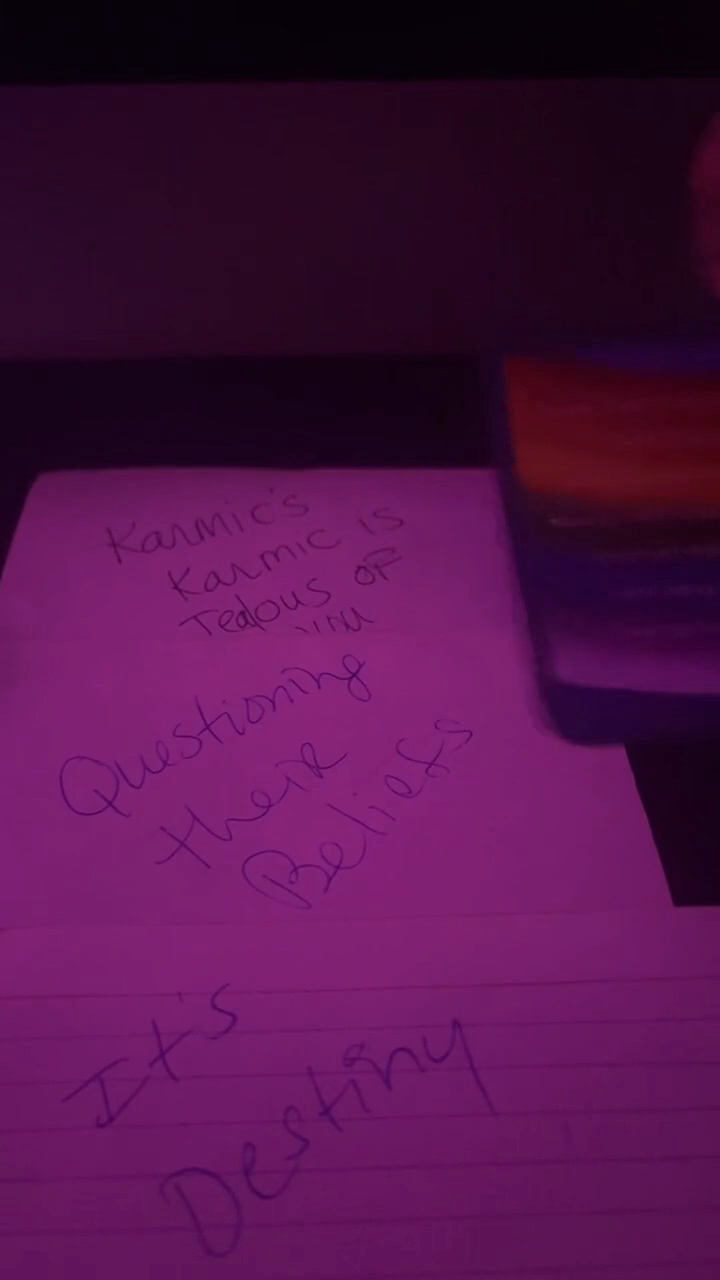 Karmic's
Karmic is
Jealous of
Questioning
their
Beliefs
It's
Destiny